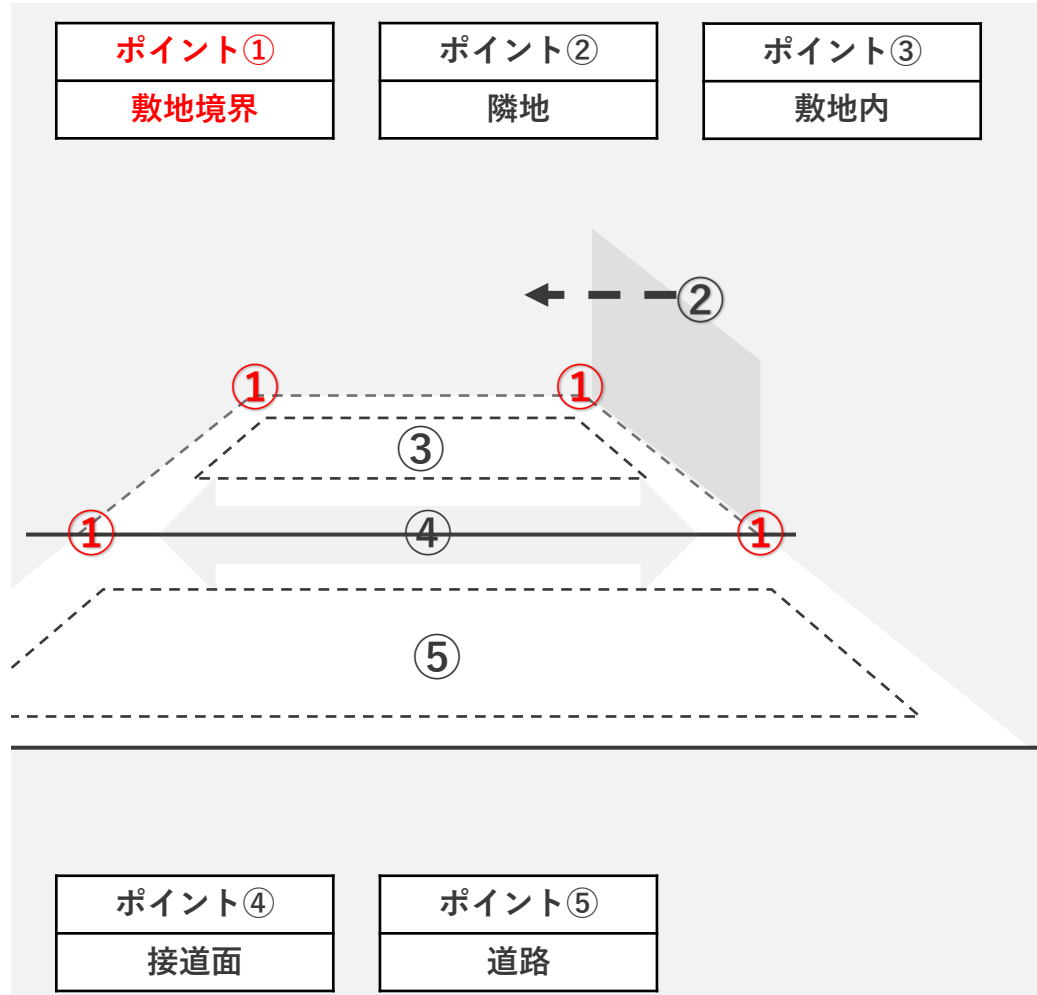 ポイント①
敷地境界
ポイント②
隣地
ポイント③
敷地内
②
①
①
③
①
④
①
⑤
ポイント④
接道面
ポイント⑤
道路